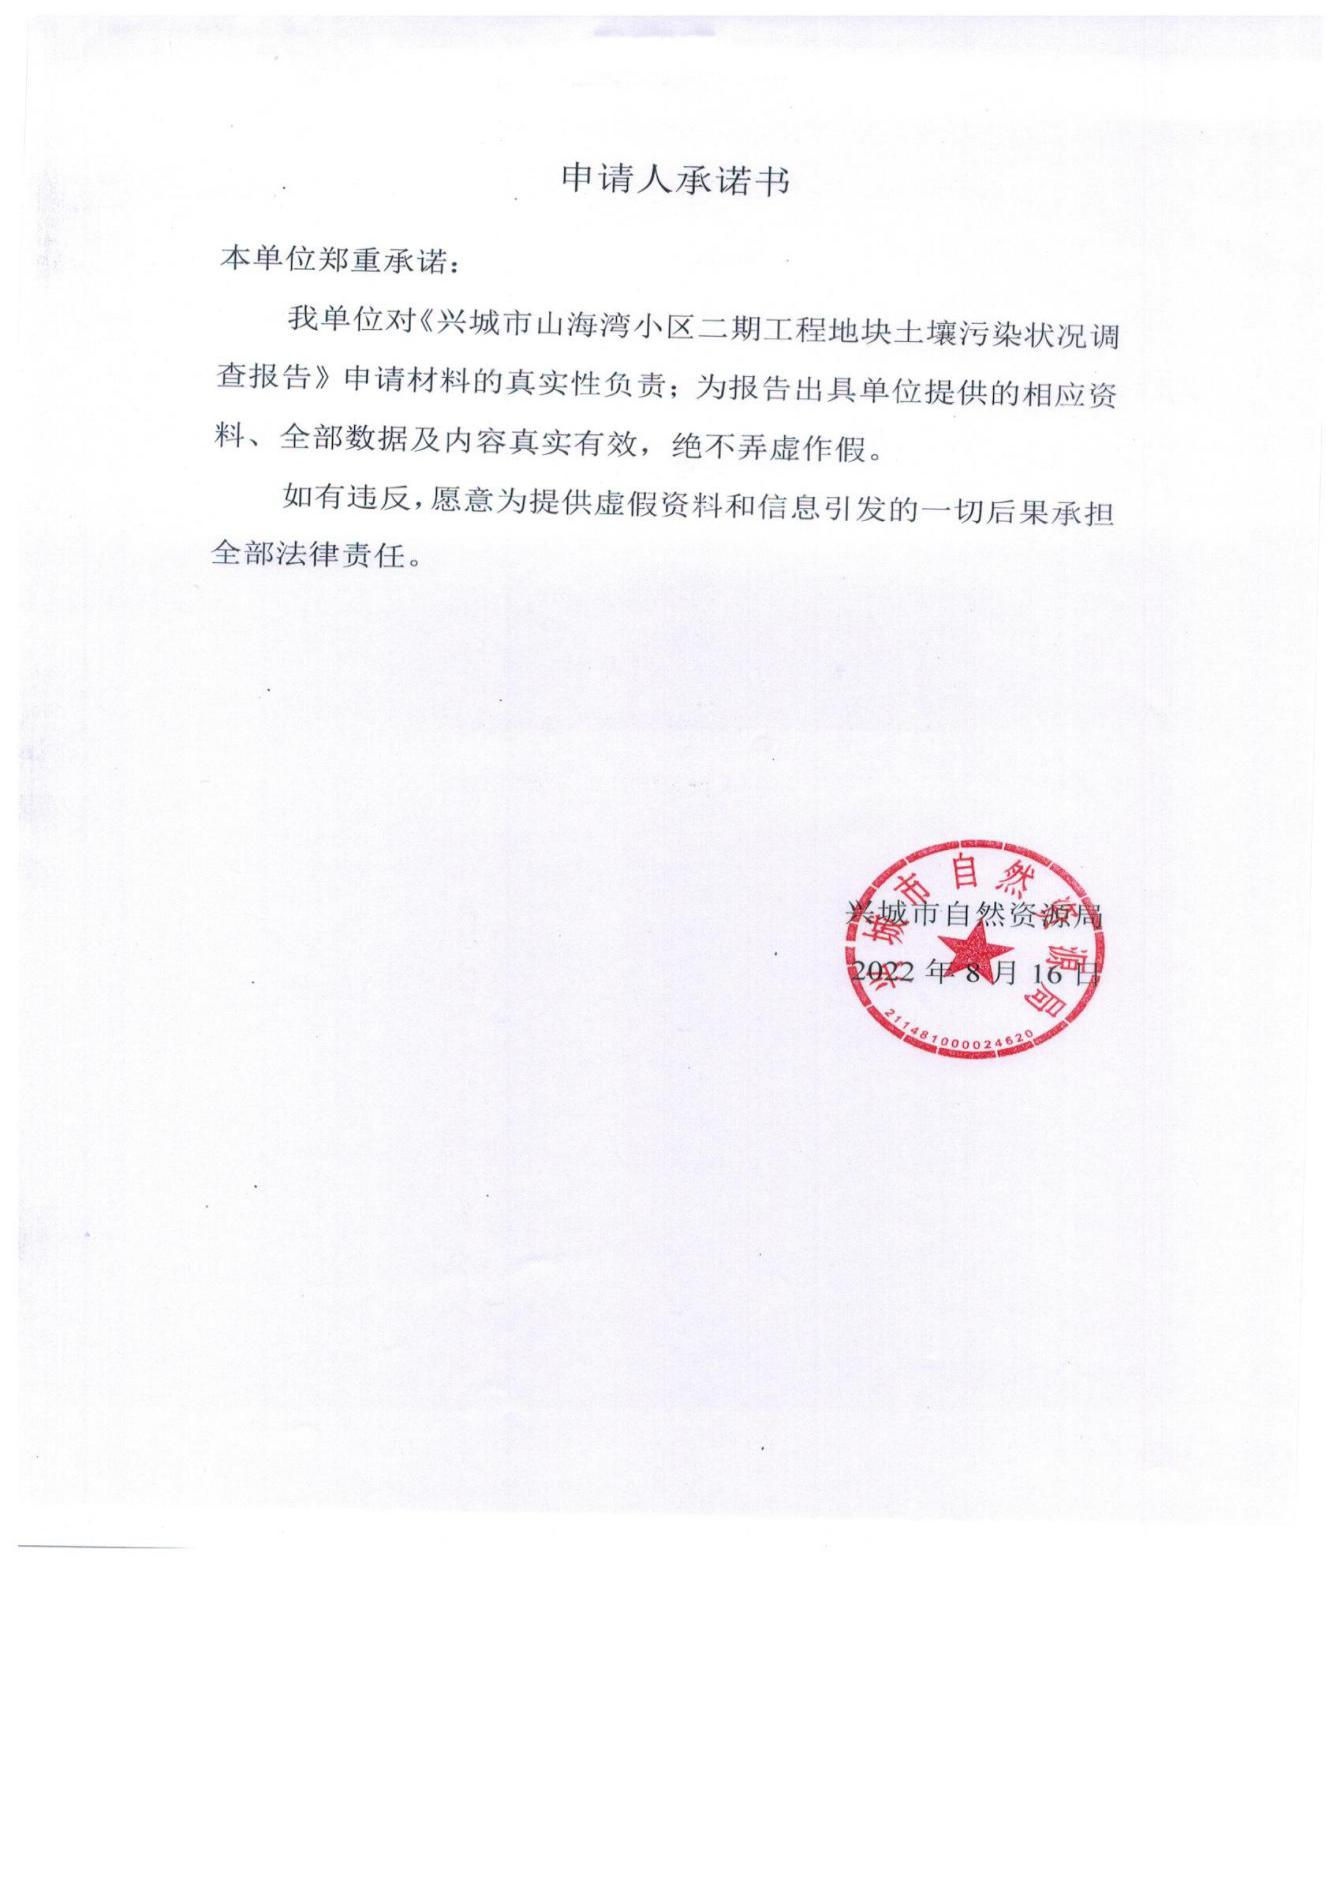 申请人承诺书
本单位郑重承诺：
我单位对《兴城市山海湾小区二期工程地块土壤污染状况调
查报告》申请材料的真实性负责；为报告出具单位提供的相应资
料、全部数据及内容真实有效，绝不弄虚作假。
如有违反，愿意为提供虚假资料和信息引发的一切后果承担
全部法律责任。
兴城市自然资源局
2022 年 8 月 16 日
兴城市自然资源局
211481000024620